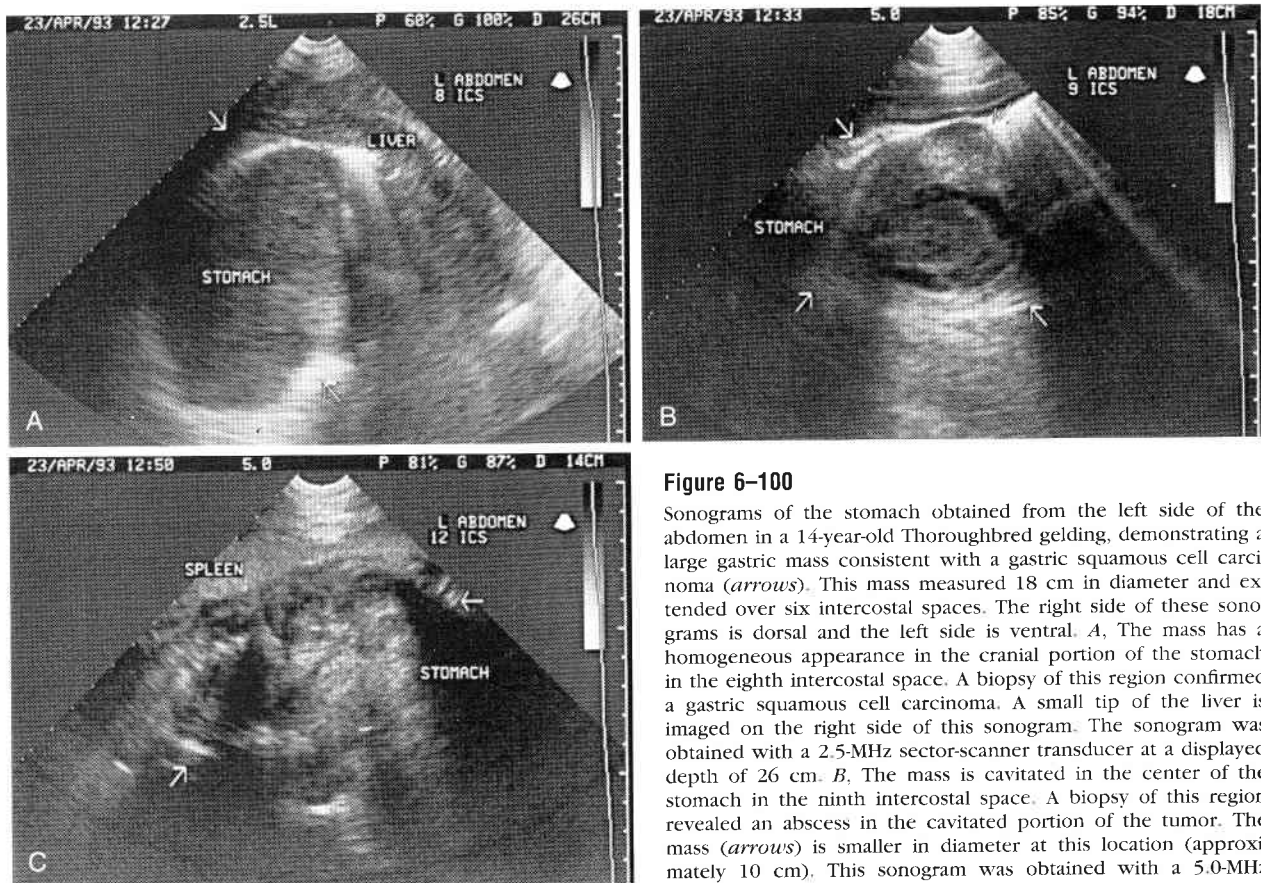 23/APR/93 12:27 2.5L P 60% G 100% D 26CM
L ABDOMEN
8 ICS
LIVER
STOMACH
A
23/APR/93 12:33 5.0 P 85% G 94% D 18CM
L ABDOMEN
9 ICS
STOMACH
B
23/APR/93 12:50 5.0 P 81% G 87% D 14CM
L ABDOMEN
12 ICS
SPLEEN
STOMACH
C
Figure 6–100
Sonograms of the stomach obtained from the left side of the
abdomen in a 14-year-old Thoroughbred gelding, demonstrating a
large gastric mass consistent with a gastric squamous cell carci
noma (arrows). This mass measured 18 cm in diameter and ex
tended over six intercostal spaces. The right side of these sono
grams is dorsal and the left side is ventral. A, The mass has a
homogeneous appearance in the cranial portion of the stomach
in the eighth intercostal space. A biopsy of this region confirmed
a gastric squamous cell carcinoma. A small tip of the liver is
imaged on the right side of this sonogram. The sonogram was
obtained with a 2.5-MHz sector-scanner transducer at a displayed
depth of 26 cm. B, The mass is cavitated in the center of the
stomach in the ninth intercostal space. A biopsy of this region
revealed an abscess in the cavitated portion of the tumor. The
mass (arrows) is smaller in diameter at this location (approxi
mately 10 cm). This sonogram was obtained with a 5.0-MHz